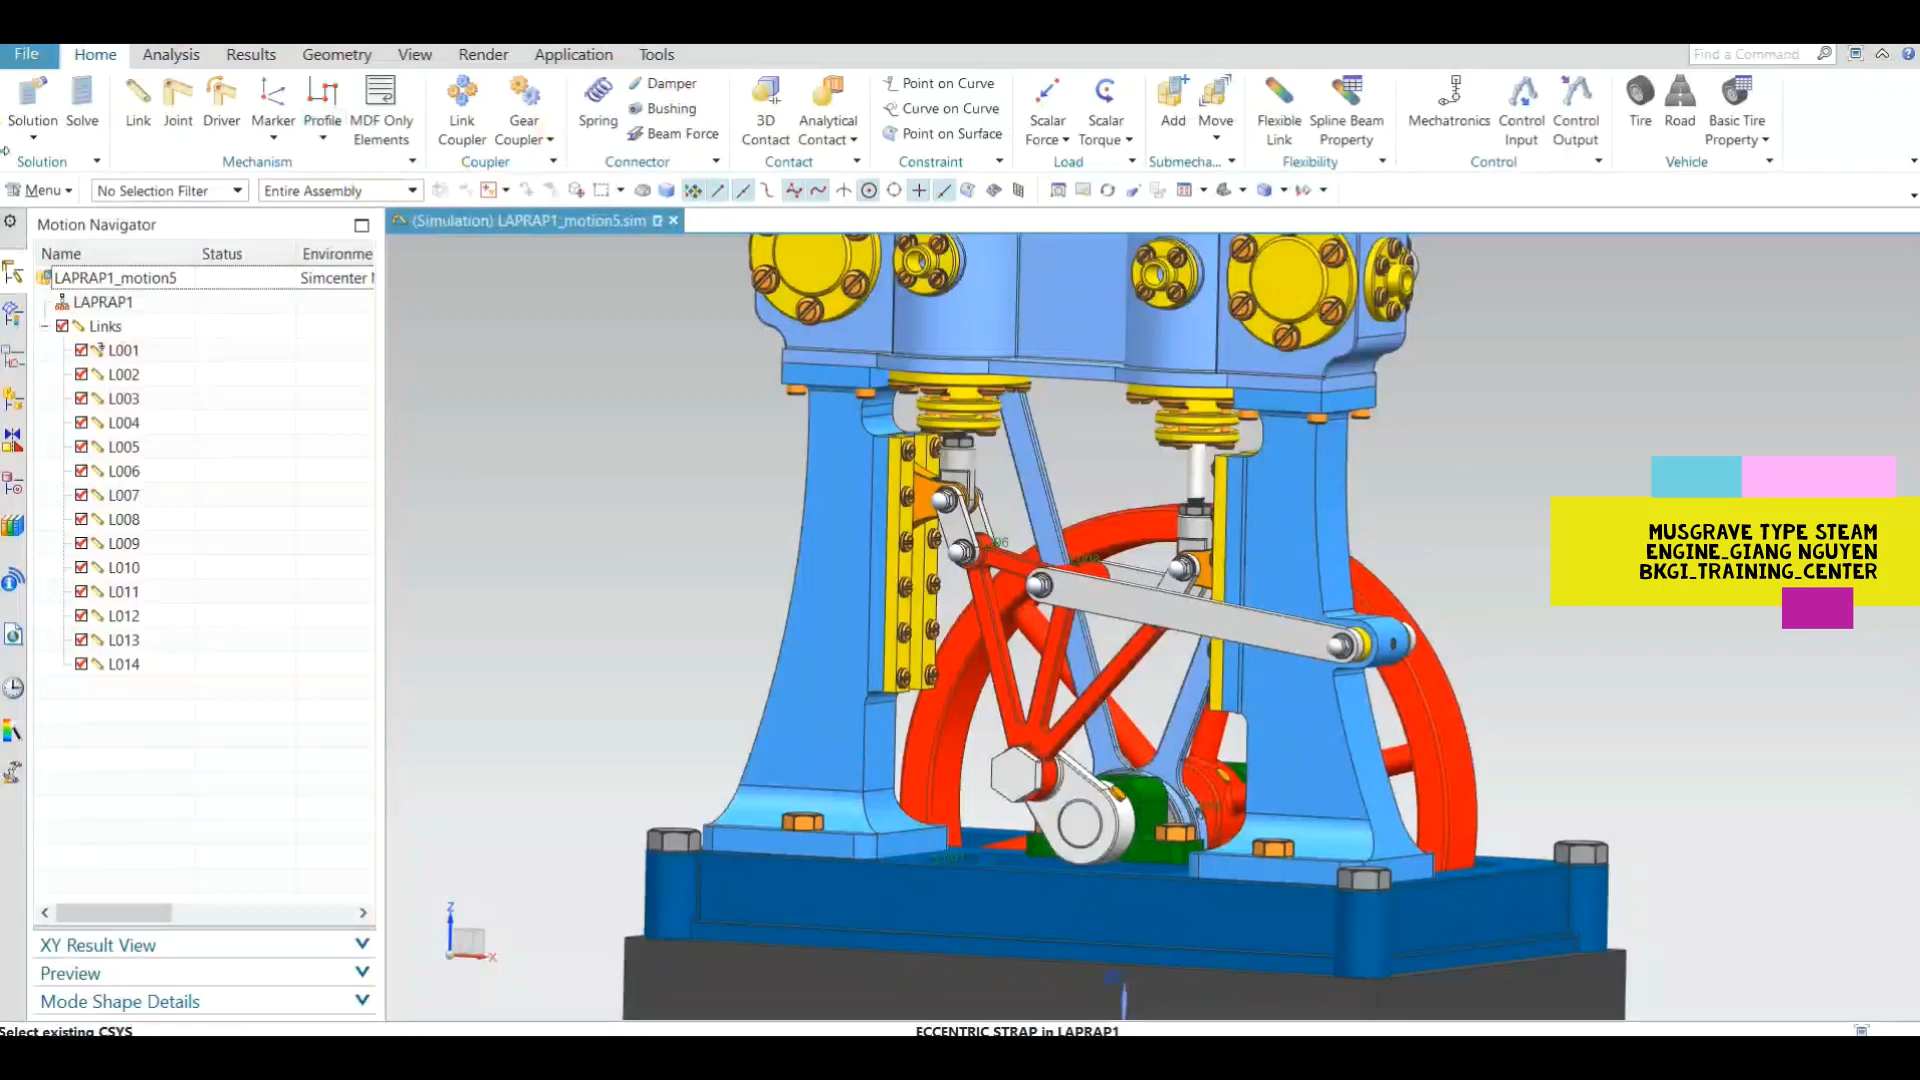 File Home Analysis Results Geometry View Render Application Tools
Find a Command
Solution Solve Link Joint Driver Marker Profile MDF Only Elements
Link Coupler Gear Coupler Spring Damper Bushing Beam Force
3D Contact Analytical Contact Point on Curve Curve on Curve Point on Surface
Scalar Force Scalar Torque Add Move Flexible Link Spline Beam Property
Mechatronics Control Input Control Output Tire Road Basic Tire Property
Solution Mechanism Coupler Connector Contact Constraint Load Submecha... Flexibility Control Vehicle
Menu No Selection Filter Entire Assembly
Motion Navigator
(Simulation) LAPRAP1_motion5.sim
Name Status Environme
LAPRAP1_motion5 Simcenter
LAPRAP1
Links
L001
L002
L003
L004
L005
L006
L007
L008
L009
L010
L011
L012
L013
L014
MUSGRAVE TYPE STEAM
ENGINE_GIANG NGUYEN
BKGI_TRAINING_CENTER
Z
X
XY Result View
Preview
Mode Shape Details
Select existing CSYS
ECCENTRIC STRAP in LAPRAP1